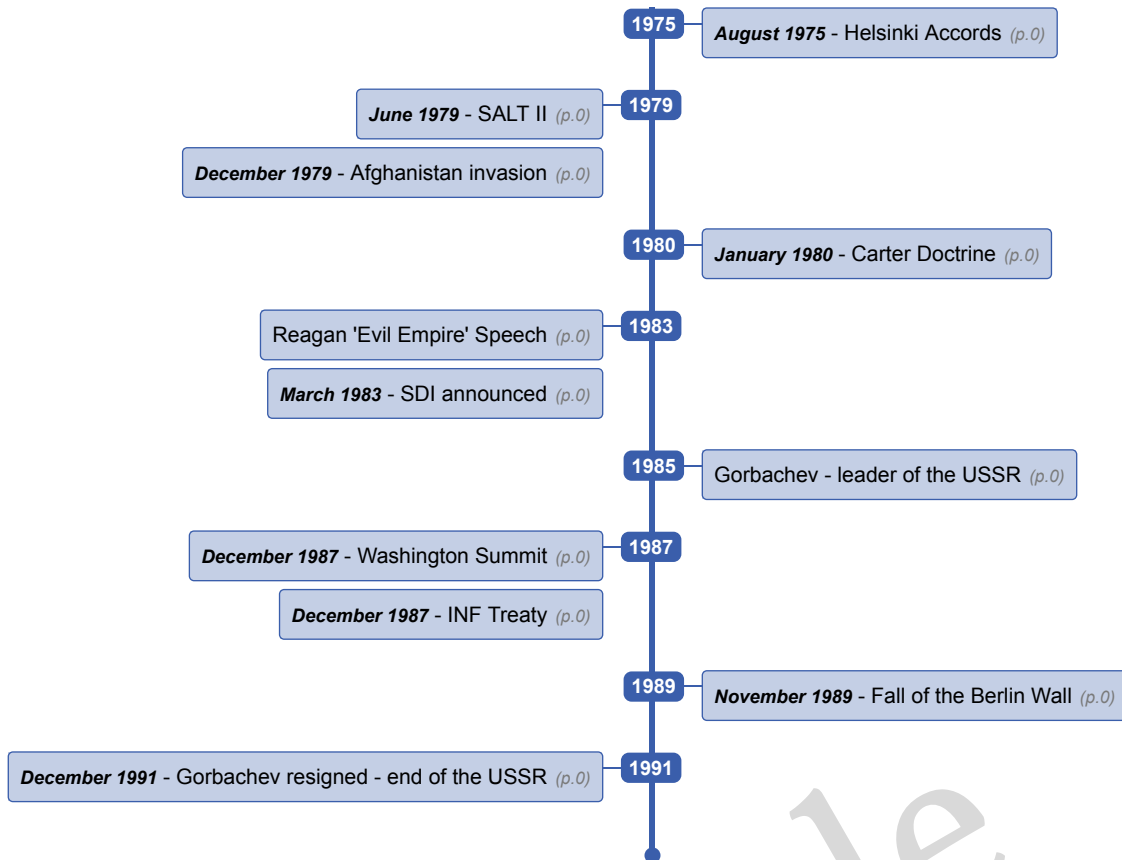 1975
August 1975 - Helsinki Accords (p.0)
1979
June 1979 - SALT II (p.0)
December 1979 - Afghanistan invasion (p.0)
1980
January 1980 - Carter Doctrine (p.0)
1983
Reagan 'Evil Empire' Speech (p.0)
March 1983 - SDI announced (p.0)
1985
Gorbachev - leader of the USSR (p.0)
1987
December 1987 - Washington Summit (p.0)
December 1987 - INF Treaty (p.0)
1989
November 1989 - Fall of the Berlin Wall (p.0)
1991
December 1991 - Gorbachev resigned - end of the USSR (p.0)